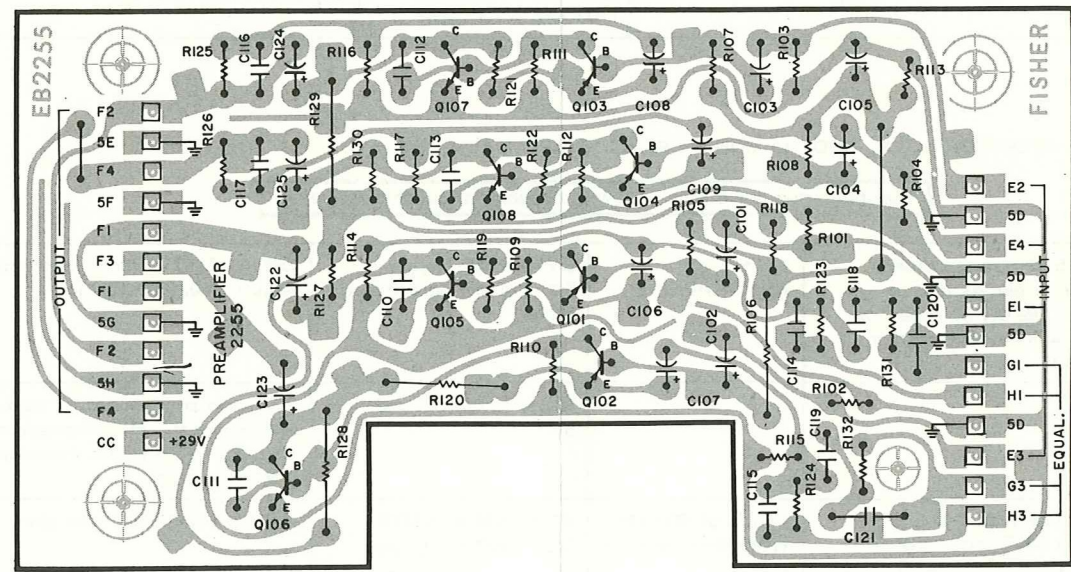 EB2255
FISHER
R125
C116
C124
R129
R116
C112
C
B
E
Q107
R121
R111
C
B
E
Q103
C108
R107
C103
R103
C105
R113
R126
C117
C125
R130
R117
C113
C
B
E
Q108
R122
R112
C
B
E
Q104
C109
R105
C101
R118
R108
C104
R104
R101
C122
R127
R114
C110
C
B
E
Q105
R119
R109
C
B
E
Q101
C106
C102
R106
C114
R123
C118
R131
C120
C123
R128
R120
R110
C
B
E
Q102
C107
R102
C119
R132
R115
C115
R124
C121
C111
C
B
E
Q106
OUTPUT
F2
5E
F4
5F
F1
F3
F1
5G
F2
5H
F4
CC +29V
PREAMPLIFIER
2255
INPUT
E2
5D
E4
5D
E1
5D
G1
H1
5D
E3
G3
H3
EQUAL.